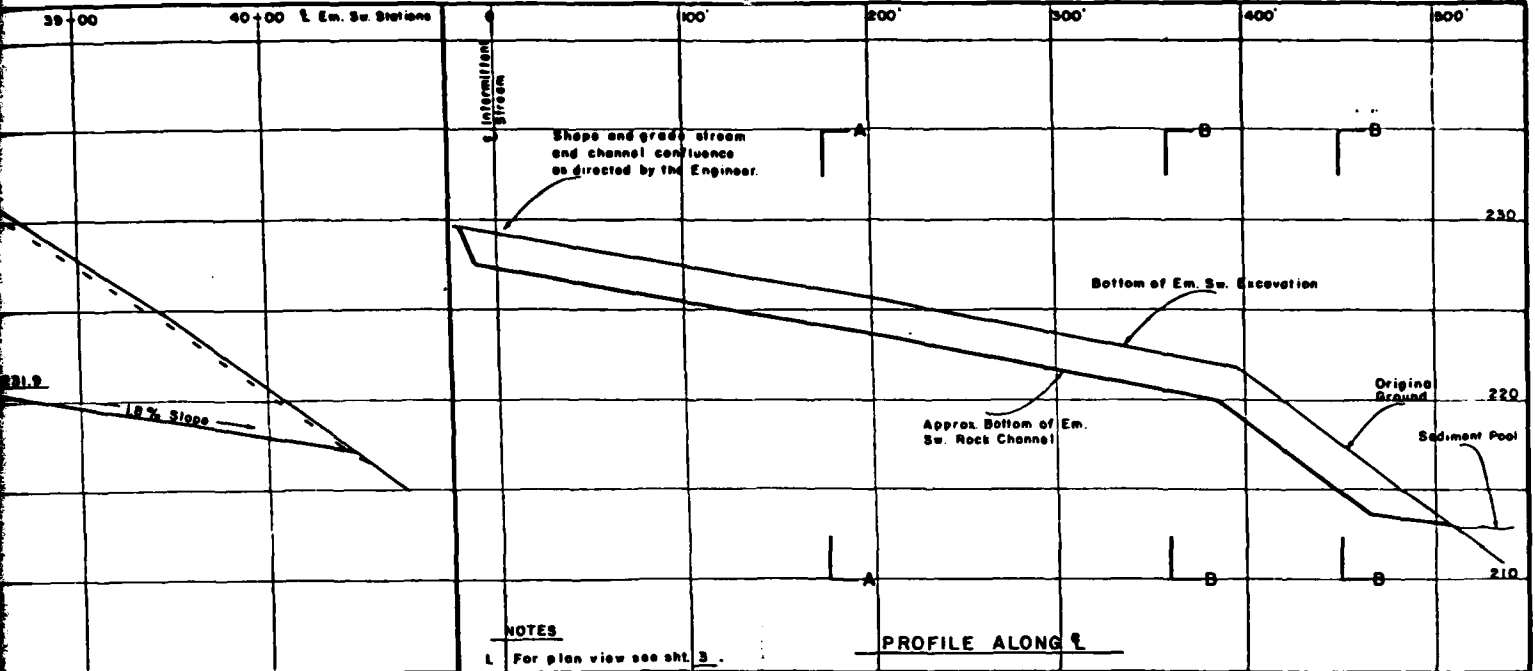 39+00
40+00 ℄ Em. Sw. Stations
0
100'
200'
300'
400'
500'
℄ Intermittent
Stream
Shape and grade stream
and channel confluence
as directed by the Engineer.
A
B
B
230
Bottom of Em. Sw. Excavation
231.9
1.8% Slope
Original
Ground
220
Approx. Bottom of Em.
Sw. Rock Channel
Sediment Pool
A
B
B
210
NOTES
1. For plan view see sht. 3.
PROFILE ALONG ℄